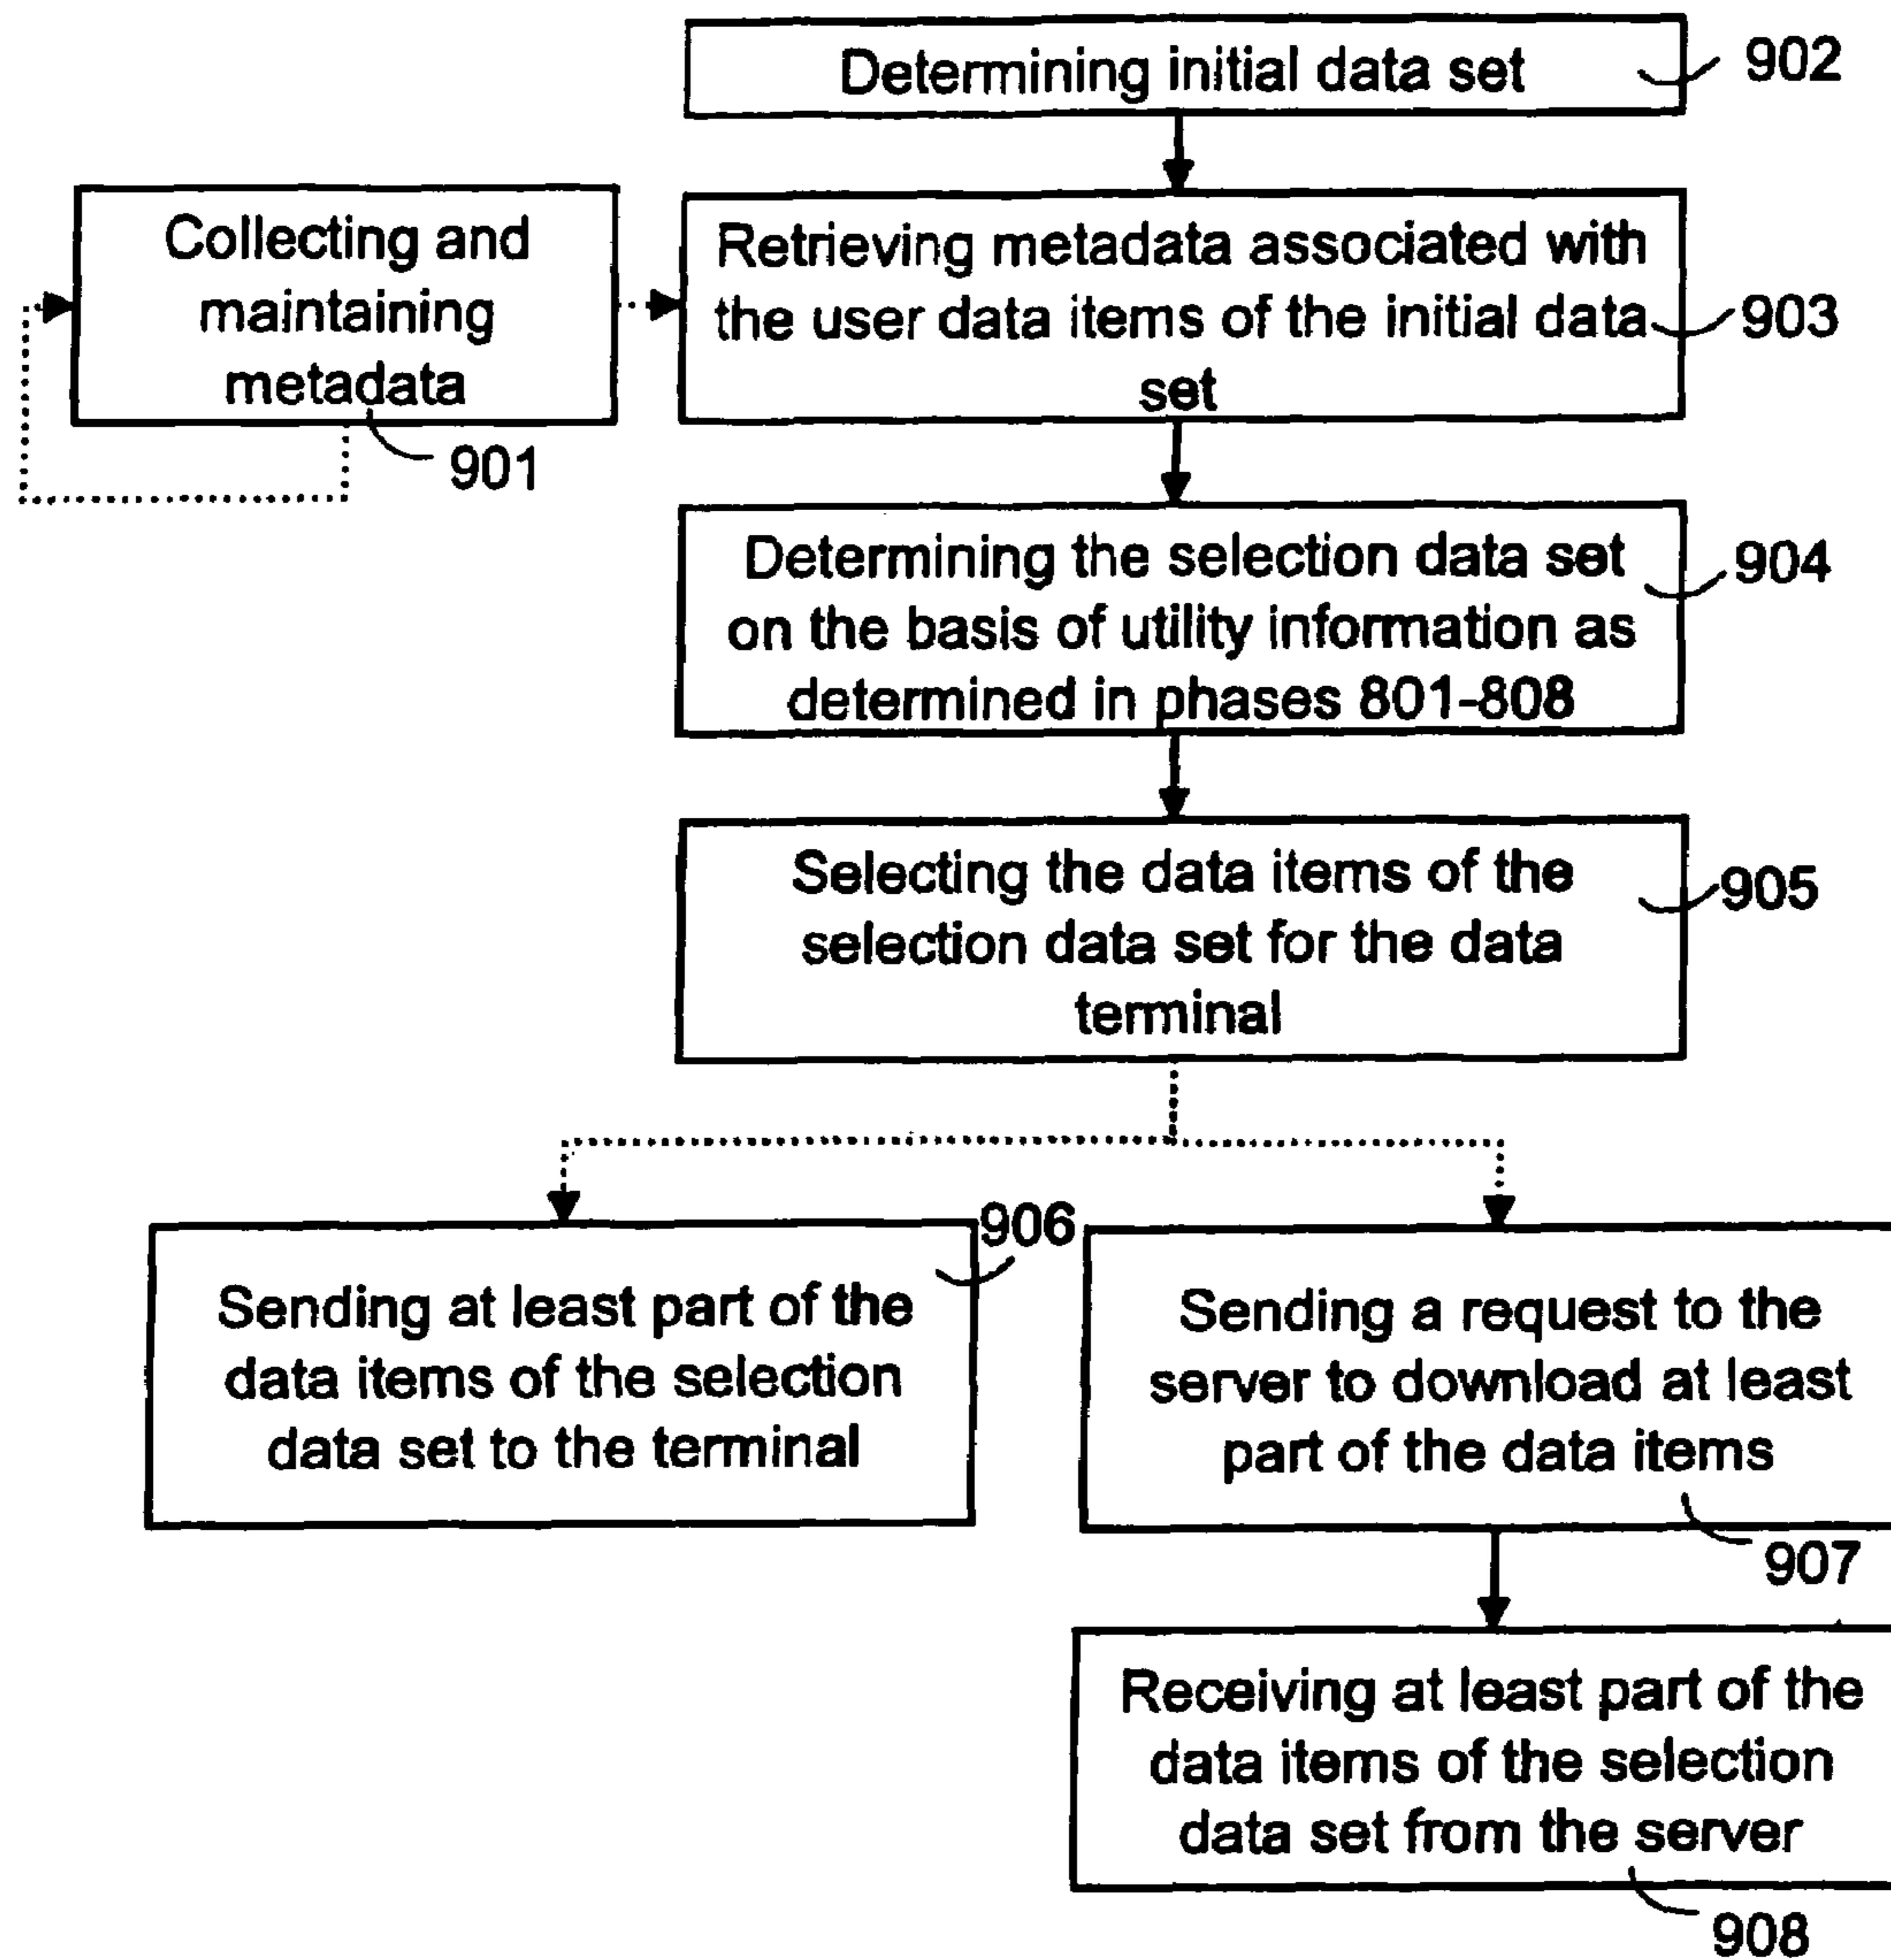 Determining initial data set
902
Collecting and
maintaining
metadata
901
Retrieving metadata associated with
the user data items of the initial data
set
903
Determining the selection data set
on the basis of utility information as
determined in phases 801-808
904
Selecting the data items of the
selection data set for the data
terminal
905
906
Sending at least part of the
data items of the selection
data set to the terminal
Sending a request to the
server to download at least
part of the data items
907
Receiving at least part of the
data items of the selection
data set from the server
908